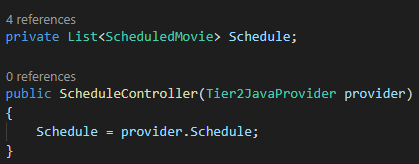 4 references
private List<ScheduledMovie> Schedule;
0 references
public ScheduleController(Tier2JavaProvider provider)
{
Schedule = provider.Schedule;
}